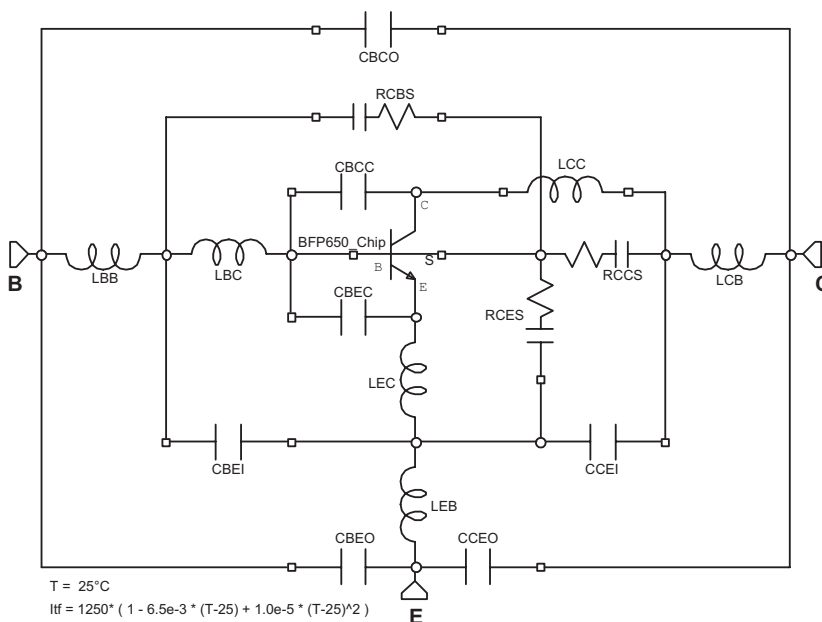 CBCO
RCBS
CBCC
LCC
C
BFP650_Chip
B
S
B
LBB
LBC
E
RCCS
LCB
C
CBEC
RCES
LEC
CBEI
CCEI
LEB
CBEO
CCEO
T = 25°C
Itf = 1250* ( 1 - 6.5e-3 * (T-25) + 1.0e-5 * (T-25)^2 )
E